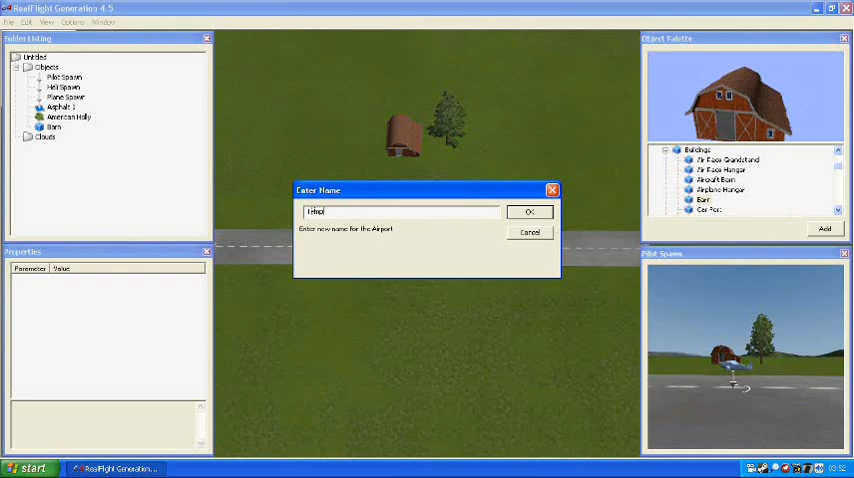 RealFlight Generation 4.5
File Edit View Options Window
Folder Listing
Untitled
Objects
Pilot Spawn
Heli Spawn
Plane Spawn
Asphalt 1
American Holly
Barn
Clouds
Properties
Parameter Value
Enter Name
OK
Enter new name for the Airport
Cancel
Object Palette
Buildings
Air Race Grandstand
Air Race Hangar
Aircraft Barn
Airplane Hangar
Barn
Add
Pilot Spawn
start
RealFlight Generation...
03:52